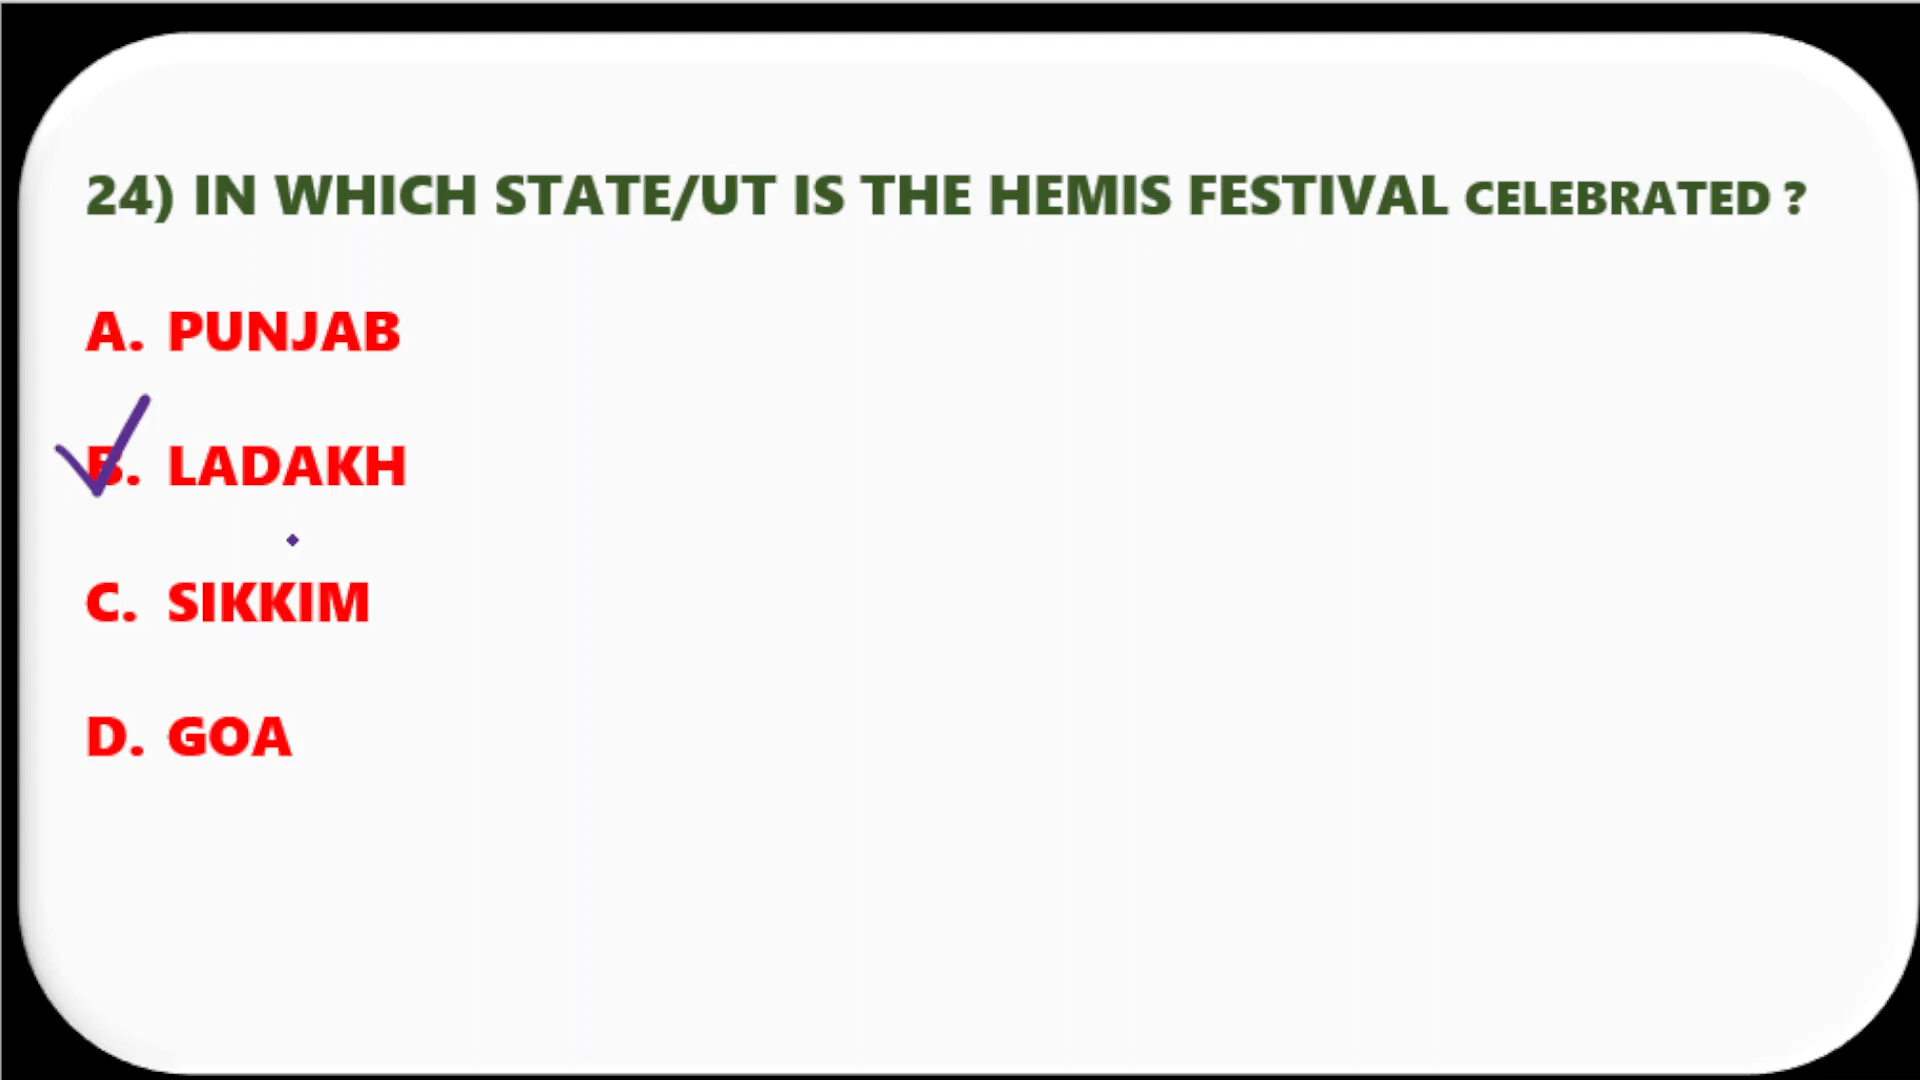 24) IN WHICH STATE/UT IS THE HEMIS FESTIVAL CELEBRATED ?
A. PUNJAB
B. LADAKH
C. SIKKIM
D. GOA